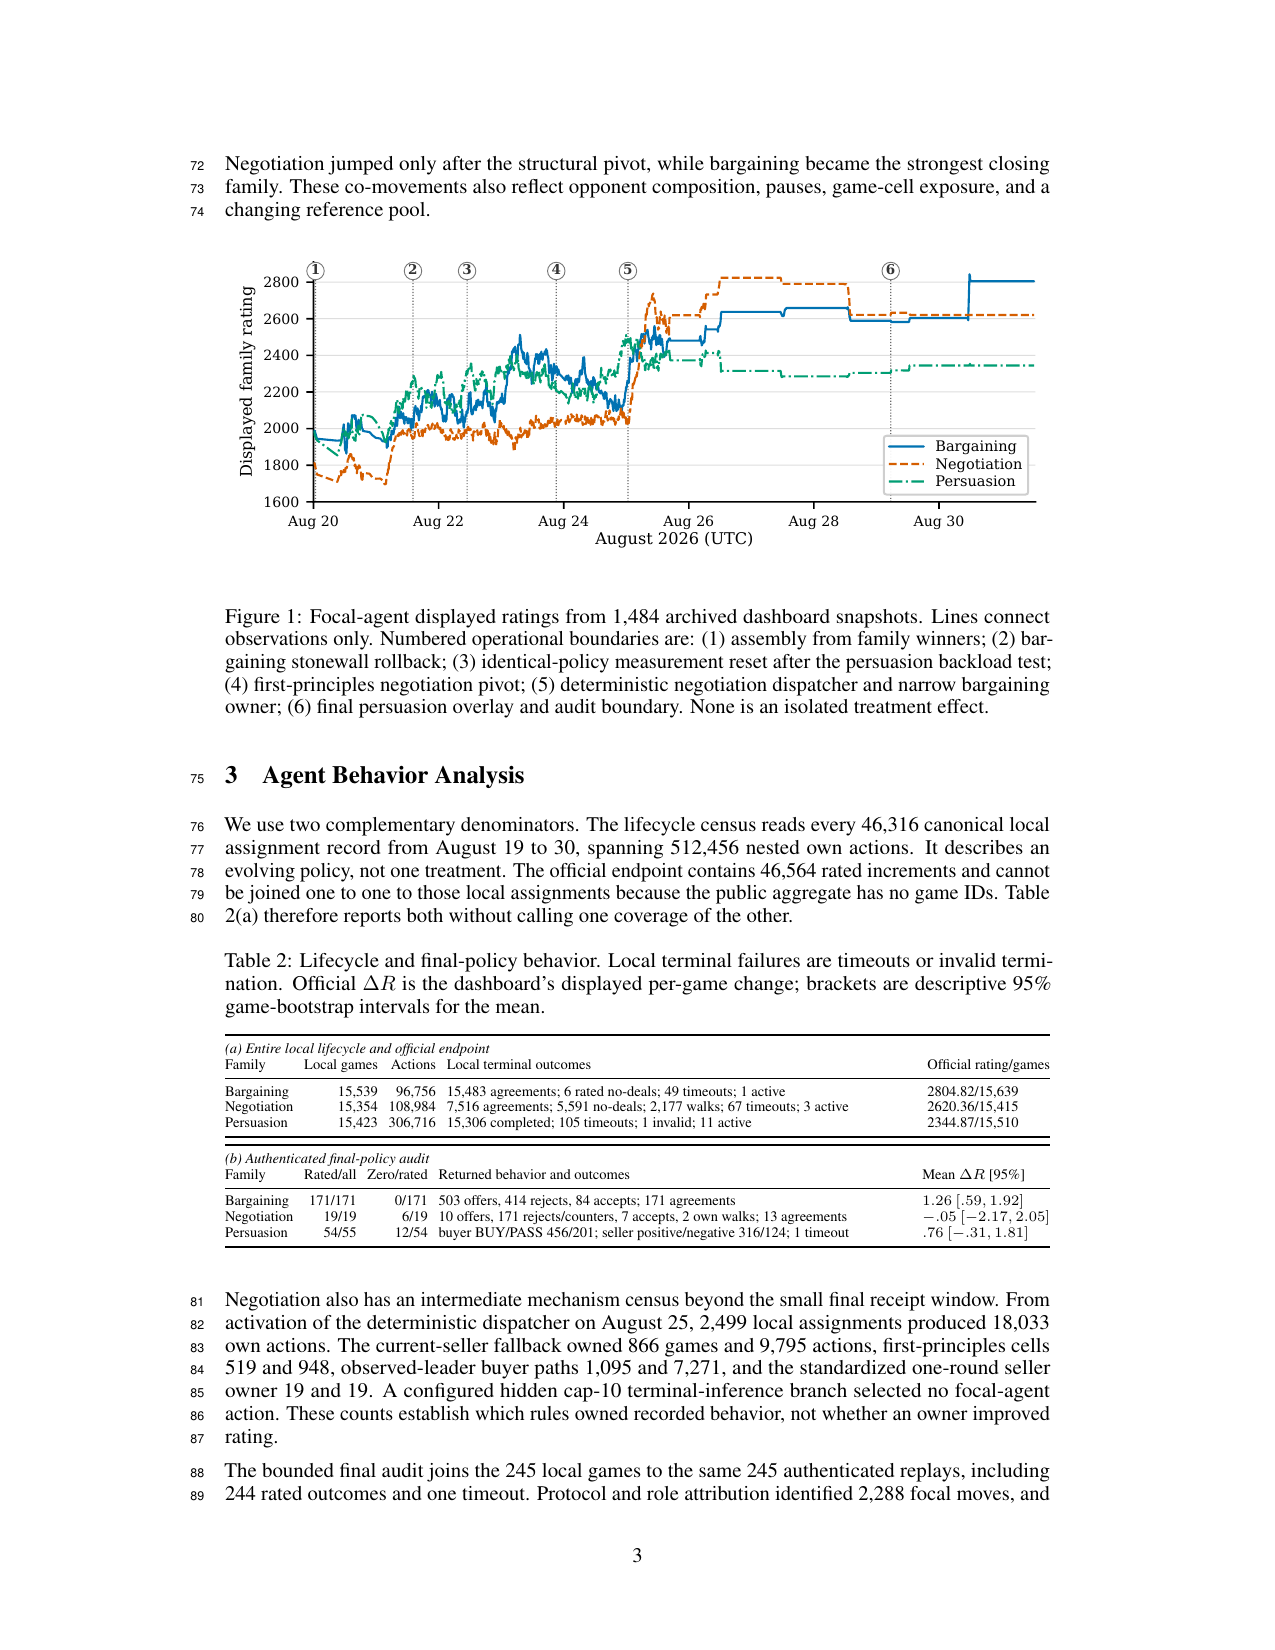 72 Negotiation jumped only after the structural pivot, while bargaining became the strongest closing
73 family. These co-movements also reflect opponent composition, pauses, game-cell exposure, and a
74 changing reference pool.
1 2 3 4 5 6
Displayed family rating
2800
2600
2400
2200
2000
1800
1600
Bargaining
Negotiation
Persuasion
Aug 20 Aug 22 Aug 24 Aug 26 Aug 28 Aug 30
August 2026 (UTC)
Figure 1: Focal-agent displayed ratings from 1,484 archived dashboard snapshots. Lines connect
observations only. Numbered operational boundaries are: (1) assembly from family winners; (2) bar-
gaining stonewall rollback; (3) identical-policy measurement reset after the persuasion backload test;
(4) first-principles negotiation pivot; (5) deterministic negotiation dispatcher and narrow bargaining
owner; (6) final persuasion overlay and audit boundary. None is an isolated treatment effect.
75 3 Agent Behavior Analysis
76 We use two complementary denominators. The lifecycle census reads every 46,316 canonical local
77 assignment record from August 19 to 30, spanning 512,456 nested own actions. It describes an
78 evolving policy, not one treatment. The official endpoint contains 46,564 rated increments and cannot
79 be joined one to one to those local assignments because the public aggregate has no game IDs. Table
80 2(a) therefore reports both without calling one coverage of the other.
Table 2: Lifecycle and final-policy behavior. Local terminal failures are timeouts or invalid termi-
nation. Official ΔR is the dashboard's displayed per-game change; brackets are descriptive 95%
game-bootstrap intervals for the mean.
(a) Entire local lifecycle and official endpoint
Family Local games Actions Local terminal outcomes Official rating/games
Bargaining 15,539 96,756 15,483 agreements; 6 rated no-deals; 49 timeouts; 1 active 2804.82/15,639
Negotiation 15,354 108,984 7,516 agreements; 5,591 no-deals; 2,177 walks; 67 timeouts; 3 active 2620.36/15,415
Persuasion 15,423 306,716 15,306 completed; 105 timeouts; 1 invalid; 11 active 2344.87/15,510
(b) Authenticated final-policy audit
Family Rated/all Zero/rated Returned behavior and outcomes Mean ΔR [95%]
Bargaining 171/171 0/171 503 offers, 414 rejects, 84 accepts; 171 agreements 1.26 [.59, 1.92]
Negotiation 19/19 6/19 10 offers, 171 rejects/counters, 7 accepts, 2 own walks; 13 agreements −.05 [−2.17, 2.05]
Persuasion 54/55 12/54 buyer BUY/PASS 456/201; seller positive/negative 316/124; 1 timeout .76 [−.31, 1.81]
81 Negotiation also has an intermediate mechanism census beyond the small final receipt window. From
82 activation of the deterministic dispatcher on August 25, 2,499 local assignments produced 18,033
83 own actions. The current-seller fallback owned 866 games and 9,795 actions, first-principles cells
84 519 and 948, observed-leader buyer paths 1,095 and 7,271, and the standardized one-round seller
85 owner 19 and 19. A configured hidden cap-10 terminal-inference branch selected no focal-agent
86 action. These counts establish which rules owned recorded behavior, not whether an owner improved
87 rating.
88 The bounded final audit joins the 245 local games to the same 245 authenticated replays, including
89 244 rated outcomes and one timeout. Protocol and role attribution identified 2,288 focal moves, and
3